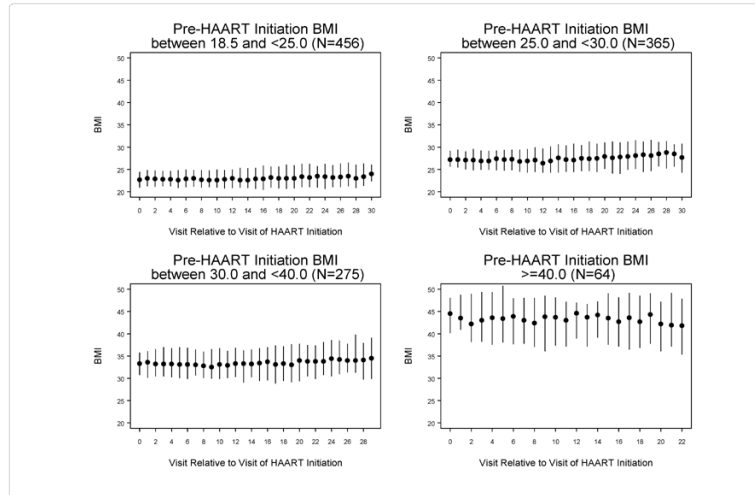 Pre-HAART Initiation BMI
between 18.5 and <25.0 (N=456)
BMI
50
45
40
35
30
25
20
0 2 4 6 8 10 12 14 16 18 20 22 24 26 28 30
Visit Relative to Visit of HAART Initiation
Pre-HAART Initiation BMI
between 25.0 and <30.0 (N=365)
BMI
50
45
40
35
30
25
20
0 2 4 6 8 10 12 14 16 18 20 22 24 26 28 30
Visit Relative to Visit of HAART Initiation
Pre-HAART Initiation BMI
between 30.0 and <40.0 (N=275)
BMI
50
45
40
35
30
25
20
0 2 4 6 8 10 12 14 16 18 20 22 24 26 28
Visit Relative to Visit of HAART Initiation
Pre-HAART Initiation BMI
>=40.0 (N=64)
BMI
50
45
40
35
30
25
20
0 2 4 6 8 10 12 14 16 18 20 22
Visit Relative to Visit of HAART Initiation